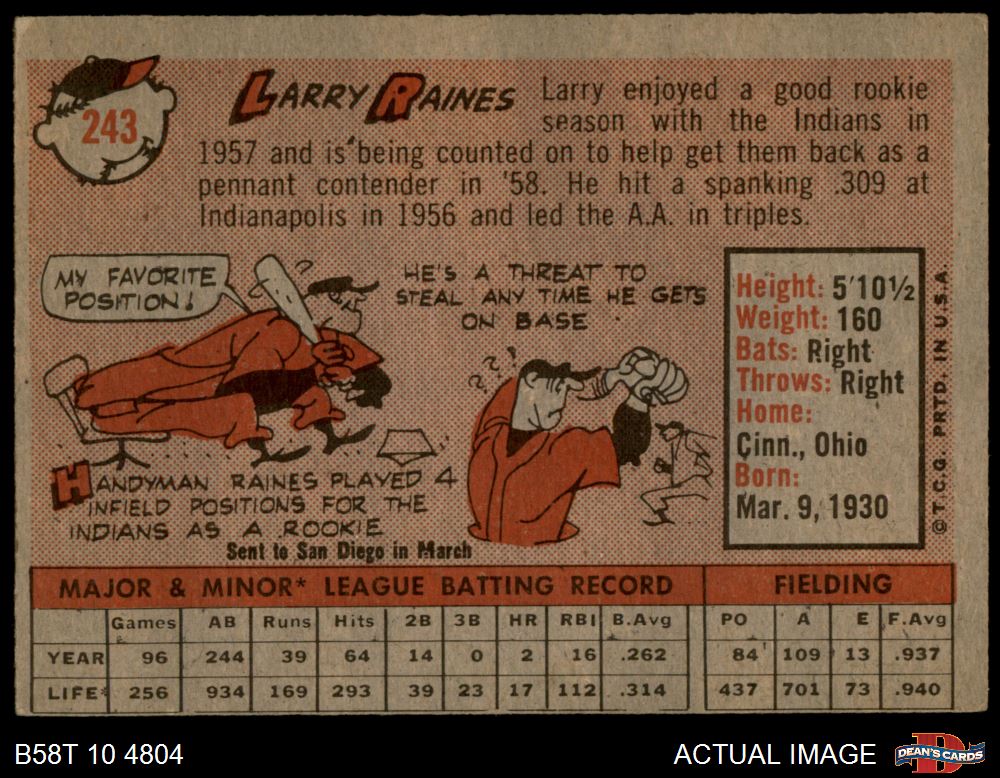 243
LARRY RAINES
Larry enjoyed a good rookie
season with the Indians in
1957 and is being counted on to help get them back as a
pennant contender in '58. He hit a spanking .309 at
Indianapolis in 1956 and led the A.A. in triples.
MY FAVORITE
POSITION!
HE'S A THREAT TO
STEAL ANY TIME HE GETS
ON BASE
HANDYMAN RAINES PLAYED 4
INFIELD POSITIONS FOR THE
INDIANS AS A ROOKIE
Sent to San Diego in March
Height: 5'10½
Weight: 160
Bats: Right
Throws: Right
Home:
Cinn., Ohio
Born:
Mar. 9, 1930
© T.C.G. PRTD. IN U.S.A.
MAJOR & MINOR* LEAGUE BATTING RECORD FIELDING
Games AB Runs Hits 2B 3B HR RBI B.Avg PO A E F.Avg
YEAR 96 244 39 64 14 0 2 16 .262 84 109 13 .937
LIFE* 256 934 169 293 39 23 17 112 .314 437 701 73 .940
B58T 10 4804
ACTUAL IMAGE
DEAN'S CARDS